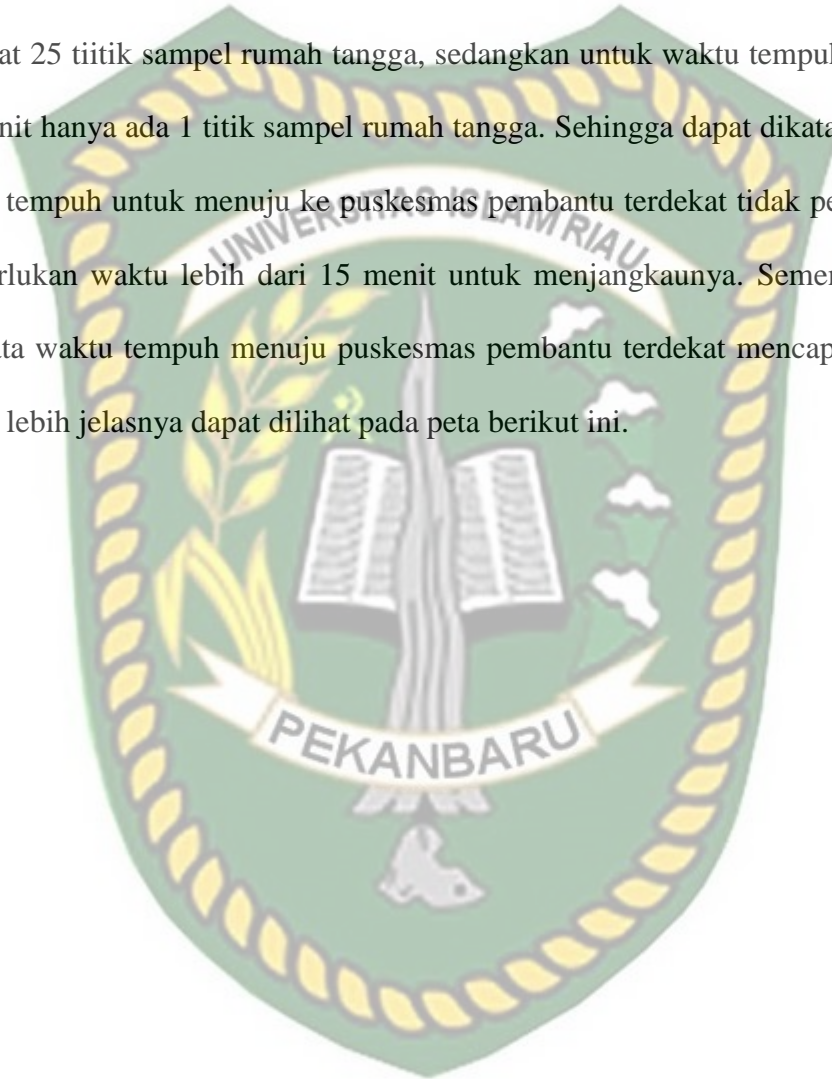 at 25 tiitik sampel rumah tangga, sedangkan untuk waktu tempuh
nit hanya ada 1 titik sampel rumah tangga. Sehingga dapat dikata
tempuh untuk menuju ke puskesmas pembantu terdekat tidak pe
rlukan waktu lebih dari 15 menit untuk menjangkaunya. Semen
ata waktu tempuh menuju puskesmas pembantu terdekat mencap
lebih jelasnya dapat dilihat pada peta berikut ini.
UNIVERSITAS ISLAM RIAU
PEKANBARU